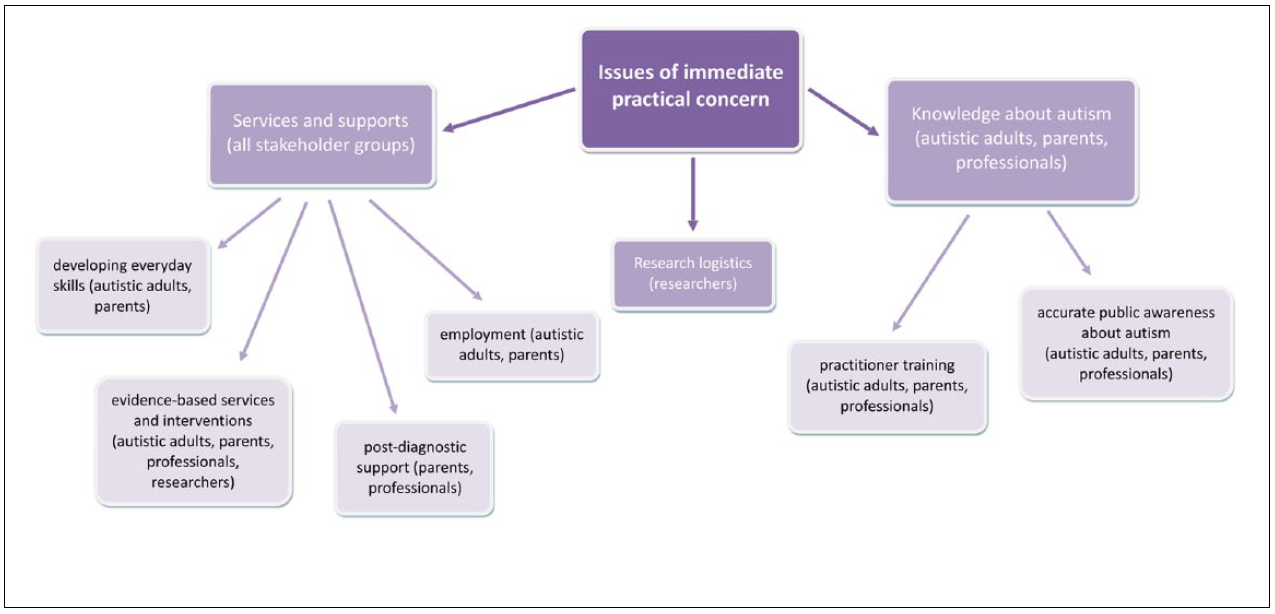 Issues of immediate
practical concern
Services and supports
(all stakeholder groups)
Knowledge about autism
(autistic adults, parents,
professionals)
Research logistics
(researchers)
developing everyday
skills (autistic adults,
parents)
evidence-based services
and interventions
(autistic adults, parents,
professionals,
researchers)
post-diagnostic
support (parents,
professionals)
employment (autistic
adults, parents)
practitioner training
(autistic adults, parents,
professionals)
accurate public awareness
about autism
(autistic adults, parents,
professionals)